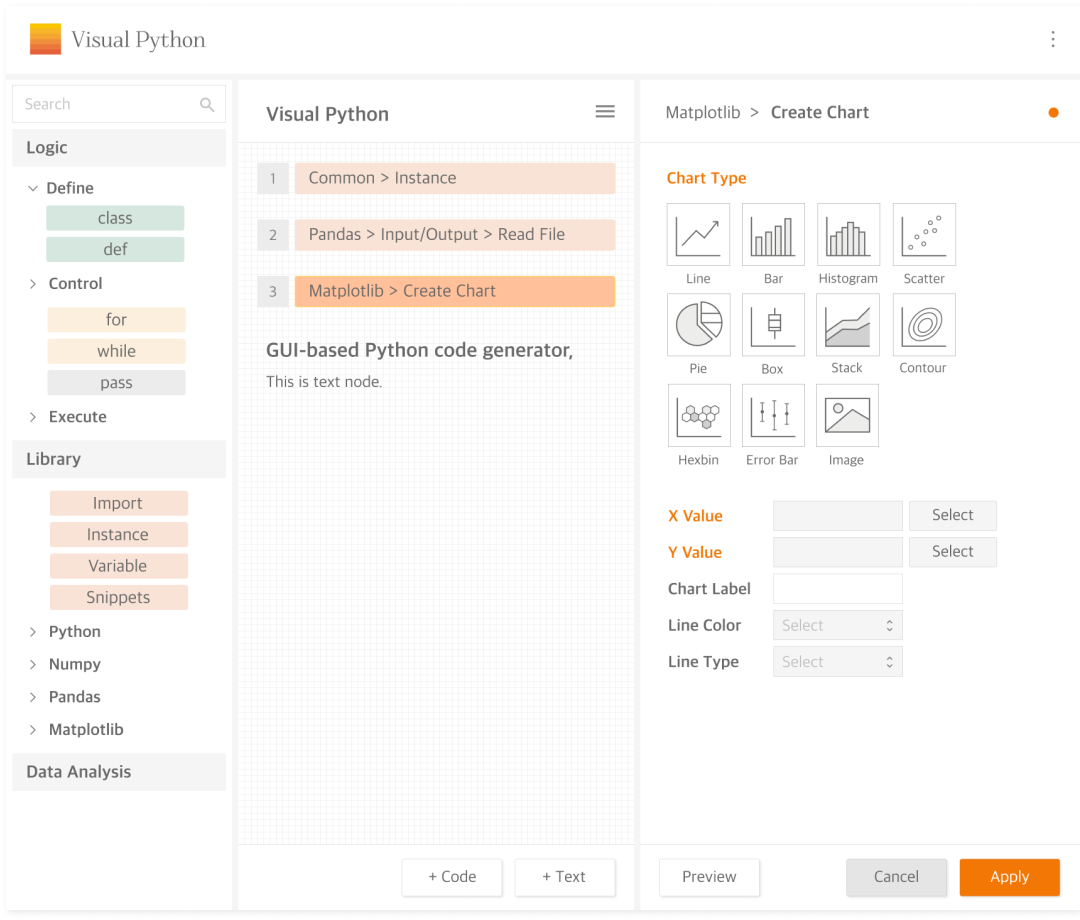 Visual Python
Search
Logic
Define
class
def
Control
for
while
pass
Execute
Library
Import
Instance
Variable
Snippets
Python
Numpy
Pandas
Matplotlib
Data Analysis
Visual Python
1 Common > Instance
2 Pandas > Input/Output > Read File
3 Matplotlib > Create Chart
GUI-based Python code generator,
This is text node.
+ Code + Text
Matplotlib > Create Chart
Chart Type
Line Bar Histogram Scatter
Pie Box Stack Contour
Hexbin Error Bar Image
X Value Select
Y Value Select
Chart Label
Line Color Select
Line Type Select
Preview Cancel Apply